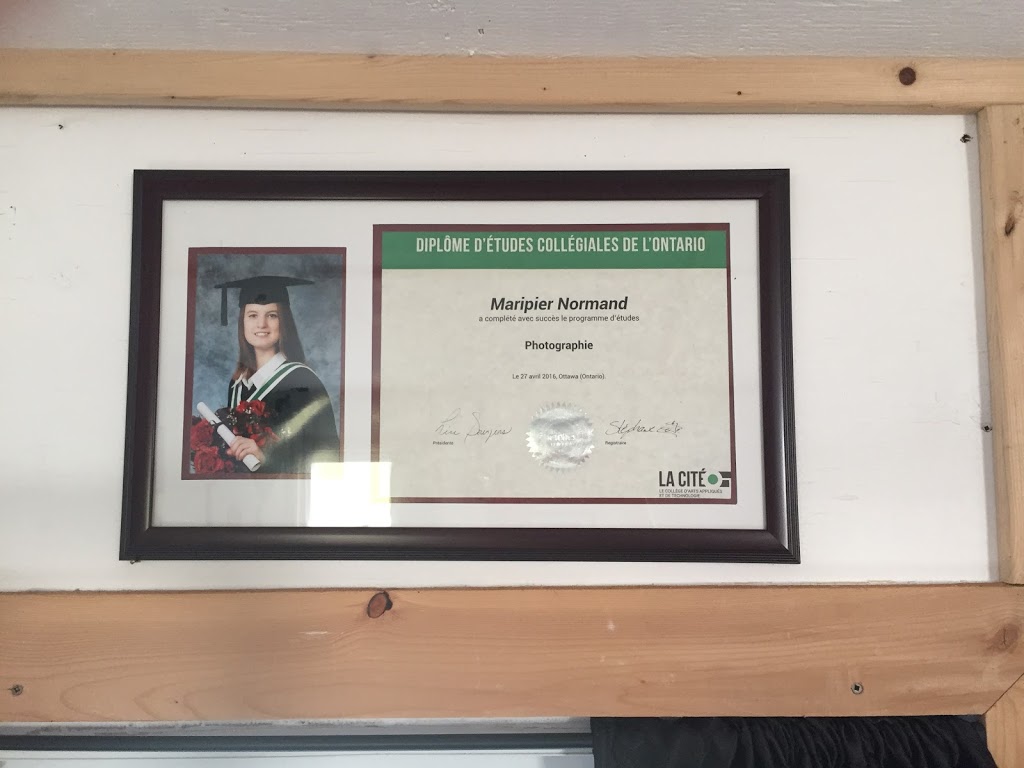 DIPLÔME D'ÉTUDES COLLÉGIALES DE L'ONTARIO
Maripier Normand
a complété avec succès le programme d'études
Photographie
Le 27 avril 2016, Ottawa (Ontario).
Présidente
Registraire
LA CITÉ
LE COLLÈGE D'ARTS APPLIQUÉS
ET DE TECHNOLOGIE